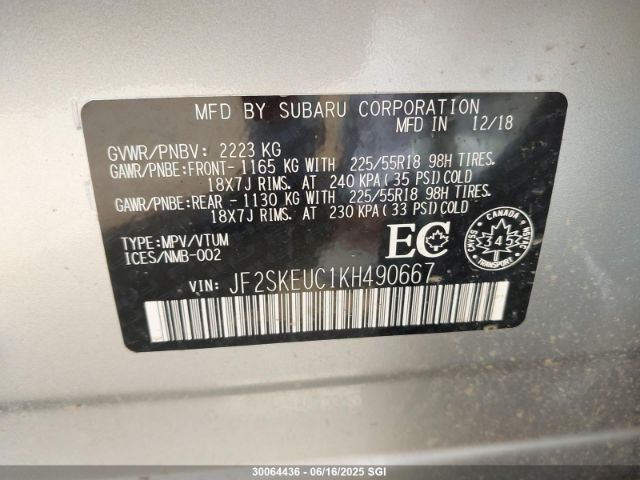 MFD BY SUBARU CORPORATION
MFD IN 12/18
GVWR/PNBV: 2223 KG
GAWR/PNBE:FRONT-1165 KG WITH 225/55R18 98H TIRES.
18X7J RIMS. AT 240 KPA (35 PSI)COLD
GAWR/PNBE:REAR -1130 KG WITH 225/55R18 98H TIRES.
18X7J RIMS. AT 230 KPA (33 PSI)COLD
TYPE:MPV/VTUM
ICES/NMB-002
EC
CANADA
345
TRANSPORT
VIN: JF2SKEUC1KH490667
30064436 - 06/16/2025 SGI